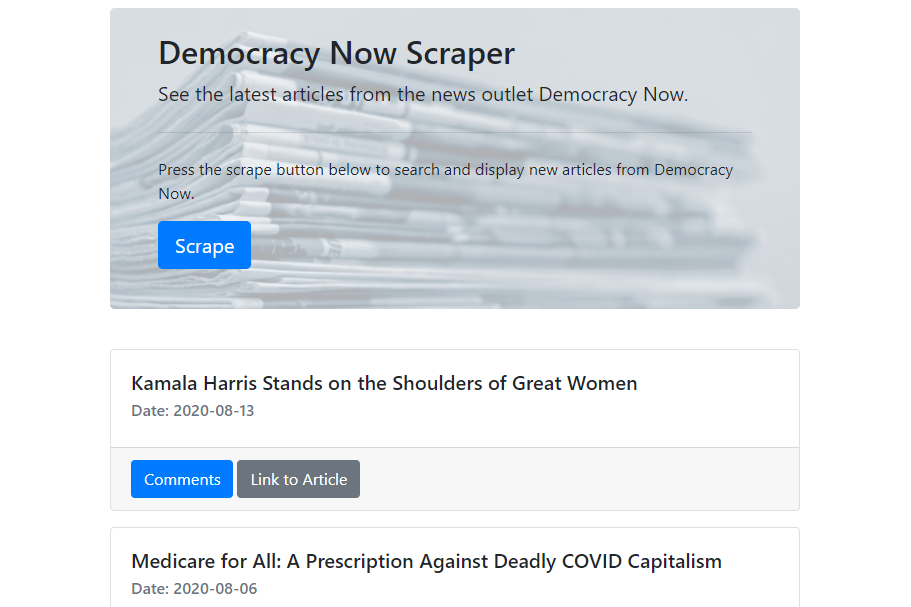 Democracy Now Scraper
See the latest articles from the news outlet Democracy Now.
Press the scrape button below to search and display new articles from Democracy
Now.
Scrape
Kamala Harris Stands on the Shoulders of Great Women
Date: 2020-08-13
Comments Link to Article
Medicare for All: A Prescription Against Deadly COVID Capitalism
Date: 2020-08-06